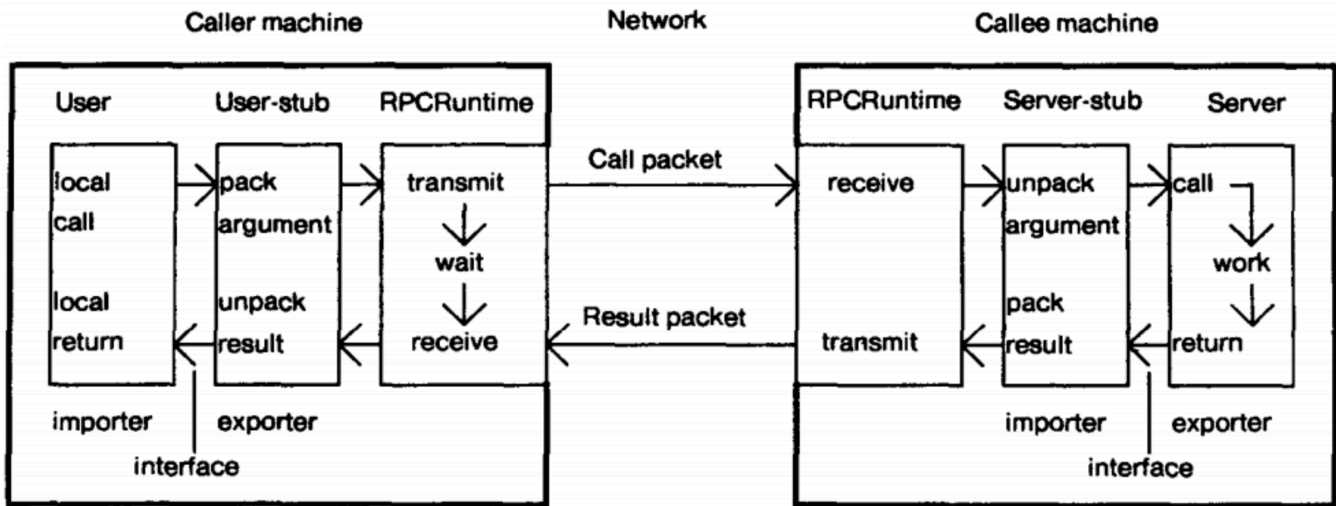 Caller machine Network Callee machine
User User-stub RPCRuntime RPCRuntime Server-stub Server
Call packet
local pack transmit receive unpack call
call argument argument
wait work
local unpack pack
Result packet
return result receive transmit result return
importer exporter importer exporter
interface interface